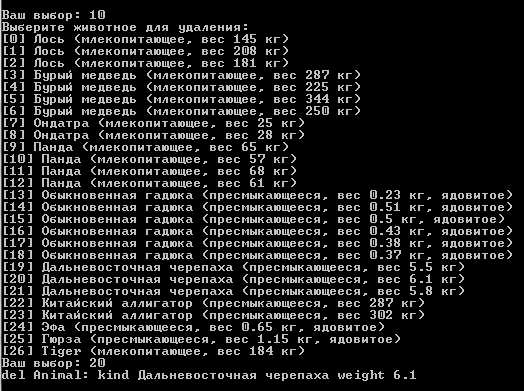 Ваш выбор: 10
Выберите животное для удаления:
[0] Лось (млекопитающее, вес 145 кг)
[1] Лось (млекопитающее, вес 208 кг)
[2] Лось (млекопитающее, вес 181 кг)
[3] Бурый медведь (млекопитающее, вес 287 кг)
[4] Бурый медведь (млекопитающее, вес 225 кг)
[5] Бурый медведь (млекопитающее, вес 344 кг)
[6] Бурый медведь (млекопитающее, вес 250 кг)
[7] Ондатра (млекопитающее, вес 25 кг)
[8] Ондатра (млекопитающее, вес 28 кг)
[9] Панда (млекопитающее, вес 65 кг)
[10] Панда (млекопитающее, вес 57 кг)
[11] Панда (млекопитающее, вес 68 кг)
[12] Панда (млекопитающее, вес 61 кг)
[13] Обыкновенная гадюка (пресмыкающееся, вес 0.23 кг, ядовитое)
[14] Обыкновенная гадюка (пресмыкающееся, вес 0.51 кг, ядовитое)
[15] Обыкновенная гадюка (пресмыкающееся, вес 0.5 кг, ядовитое)
[16] Обыкновенная гадюка (пресмыкающееся, вес 0.43 кг, ядовитое)
[17] Обыкновенная гадюка (пресмыкающееся, вес 0.38 кг, ядовитое)
[18] Обыкновенная гадюка (пресмыкающееся, вес 0.37 кг, ядовитое)
[19] Дальневосточная черепаха (пресмыкающееся, вес 5.5 кг)
[20] Дальневосточная черепаха (пресмыкающееся, вес 6.1 кг)
[21] Дальневосточная черепаха (пресмыкающееся, вес 5.8 кг)
[22] Китайский аллигатор (пресмыкающееся, вес 287 кг)
[23] Китайский аллигатор (пресмыкающееся, вес 302 кг)
[24] Эфа (пресмыкающееся, вес 0.65 кг, ядовитое)
[25] Гюрза (пресмыкающееся, вес 1.15 кг, ядовитое)
[26] Tiger (млекопитающее, вес 184 кг)
Ваш выбор: 20
del Animal: kind Дальневосточная черепаха weight 6.1